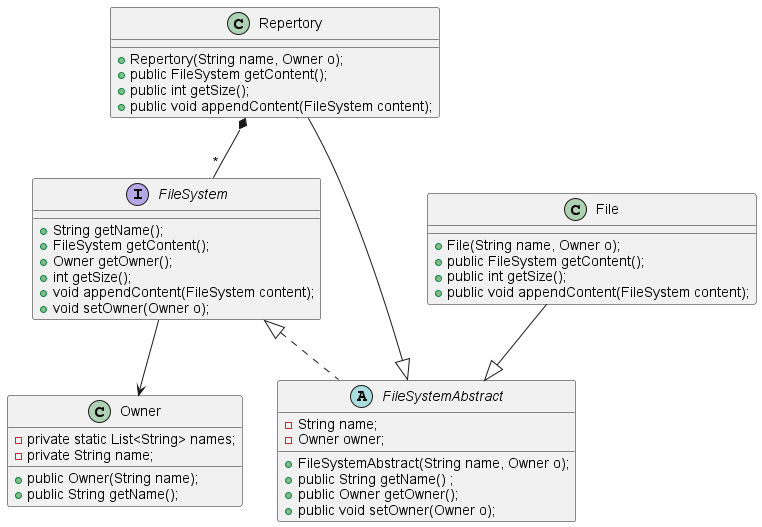 C Repertory
Repertory(String name, Owner o);
public FileSystem getContent();
public int getSize();
public void appendContent(FileSystem content);
*
I FileSystem
String getName();
FileSystem getContent();
Owner getOwner();
int getSize();
void appendContent(FileSystem content);
void setOwner(Owner o);
C File
File(String name, Owner o);
public FileSystem getContent();
public int getSize();
public void appendContent(FileSystem content);
C Owner
private static List<String> names;
private String name;
public Owner(String name);
public String getName();
A FileSystemAbstract
String name;
Owner owner;
FileSystemAbstract(String name, Owner o);
public String getName() ;
public Owner getOwner();
public void setOwner(Owner o);